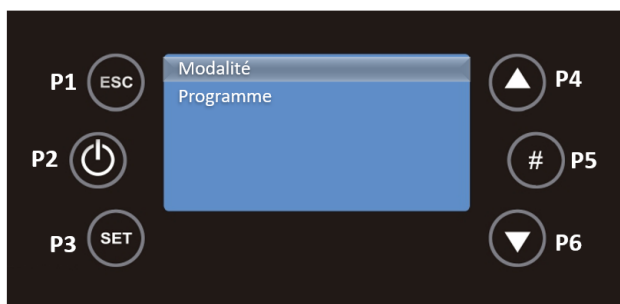 P1 ESC
P2
P3 SET
Modalité
Programme
P4
# P5
P6